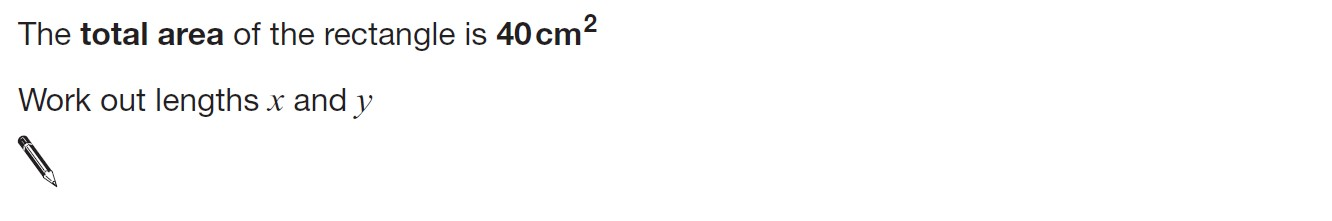 The total area of the rectangle is 40 cm²
Work out lengths x and y